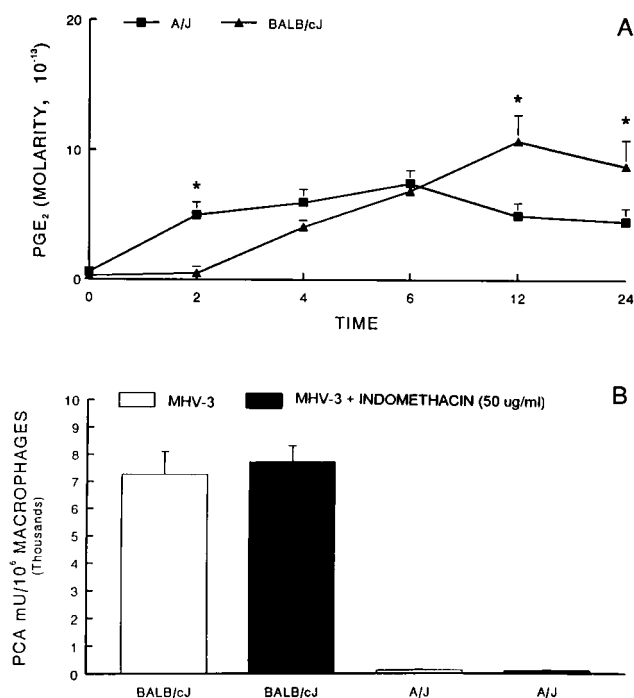 A/J BALB/cJ
A
20
10
0
PGE₂ (MOLARITY, 10⁻¹³)
*
*
*
0 2 4 6 12 24
TIME
B
MHV-3 MHV-3 + INDOMETHACIN (50 ug/ml)
10
9
8
7
6
5
4
3
2
1
0
PCA mU/10⁶ MACROPHAGES
(Thousands)
BALB/cJ BALB/cJ A/J A/J